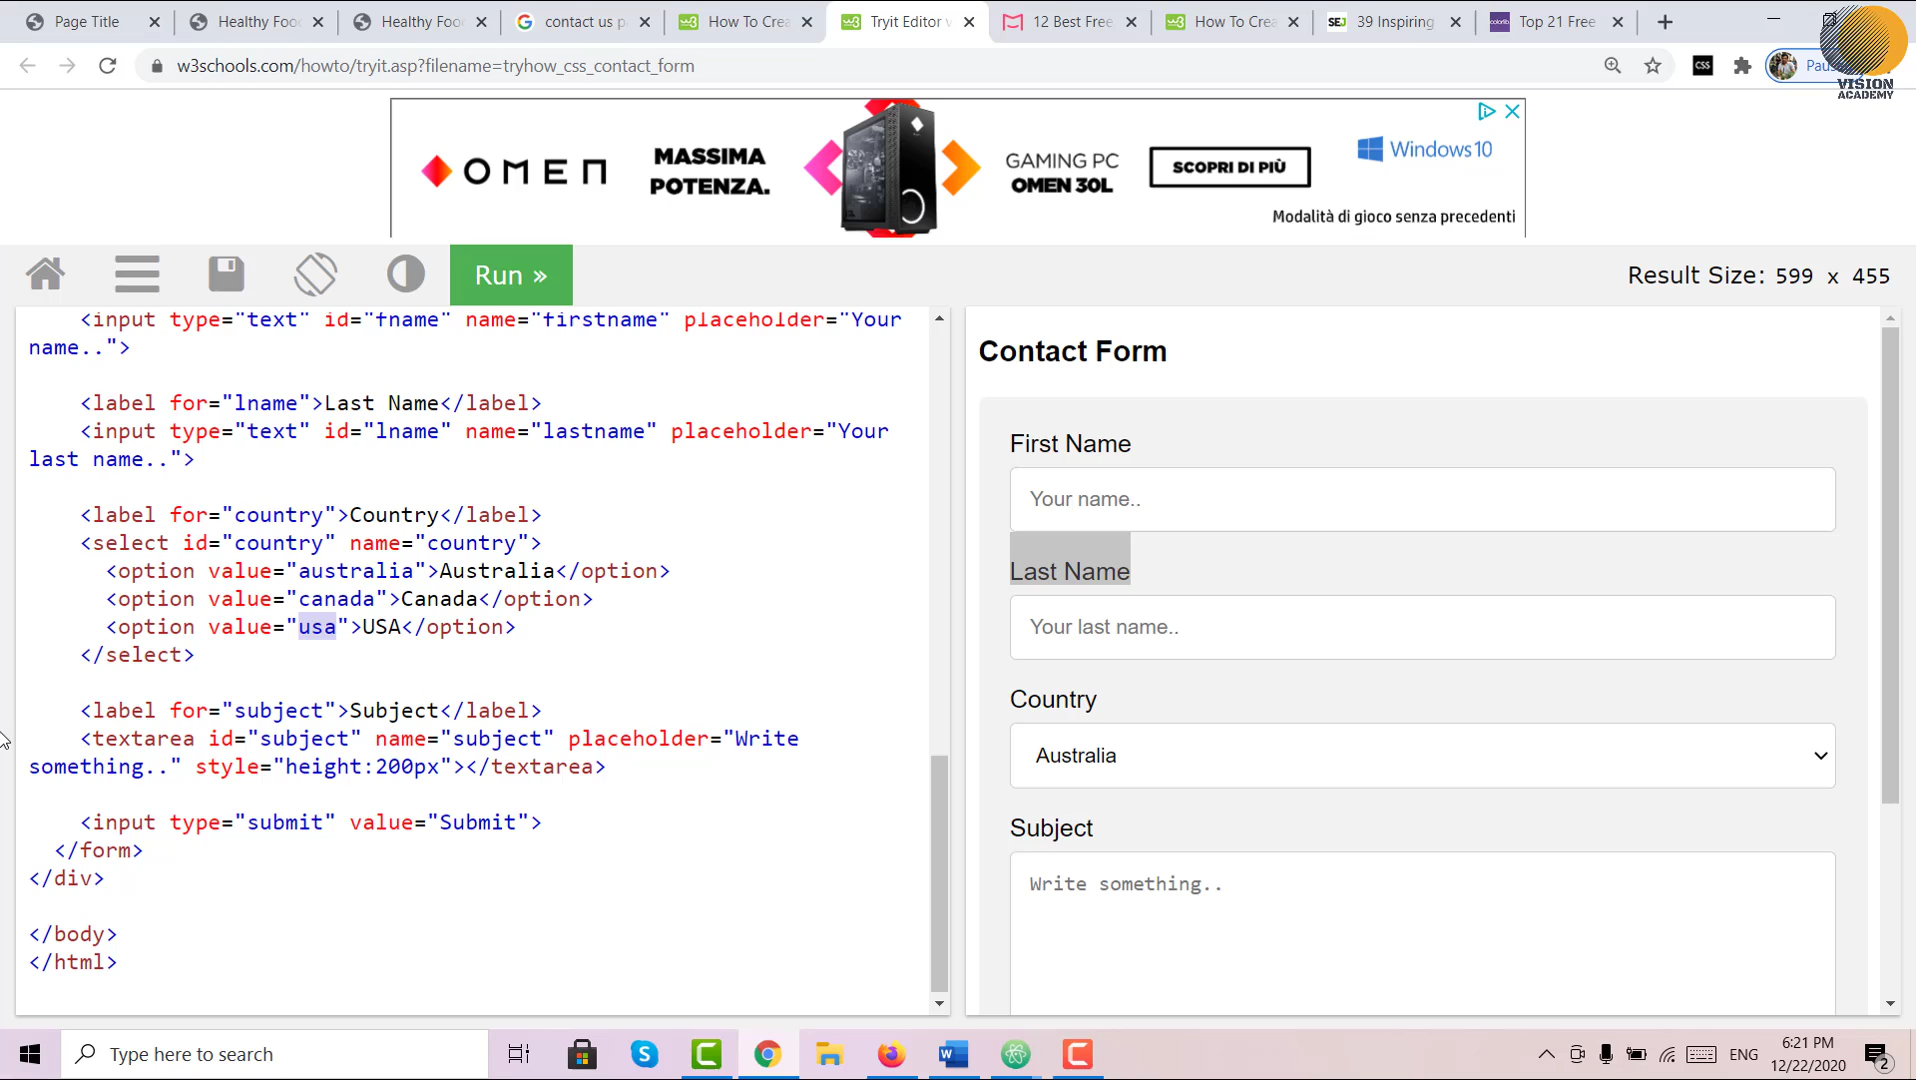 Page Title
Healthy Foo
Healthy Foo
contact us p
How To Crea
Tryit Editor v
12 Best Free
How To Crea
SEJ 39 Inspiring
Top 21 Free
w3schools.com/howto/tryit.asp?filename=tryhow_css_contact_form
CSS
VISION
ACADEMY
OMEN
MASSIMA
POTENZA.
GAMING PC
OMEN 30L
SCOPRI DI PIÙ
Windows10
Modalità di gioco senza precedenti
Run »
Result Size: 599 x 455
<input type="text" id="fname" name="firstname" placeholder="Your
name..">
<label for="lname">Last Name</label>
<input type="text" id="lname" name="lastname" placeholder="Your
last name..">
<label for="country">Country</label>
<select id="country" name="country">
<option value="australia">Australia</option>
<option value="canada">Canada</option>
<option value="usa">USA</option>
</select>
<label for="subject">Subject</label>
<textarea id="subject" name="subject" placeholder="Write
something.." style="height:200px"></textarea>
<input type="submit" value="Submit">
</form>
</div>
</body>
</html>
Contact Form
First Name
Your name..
Last Name
Your last name..
Country
Australia
Subject
Write something..
Type here to search
ENG
6:21 PM
12/22/2020
2